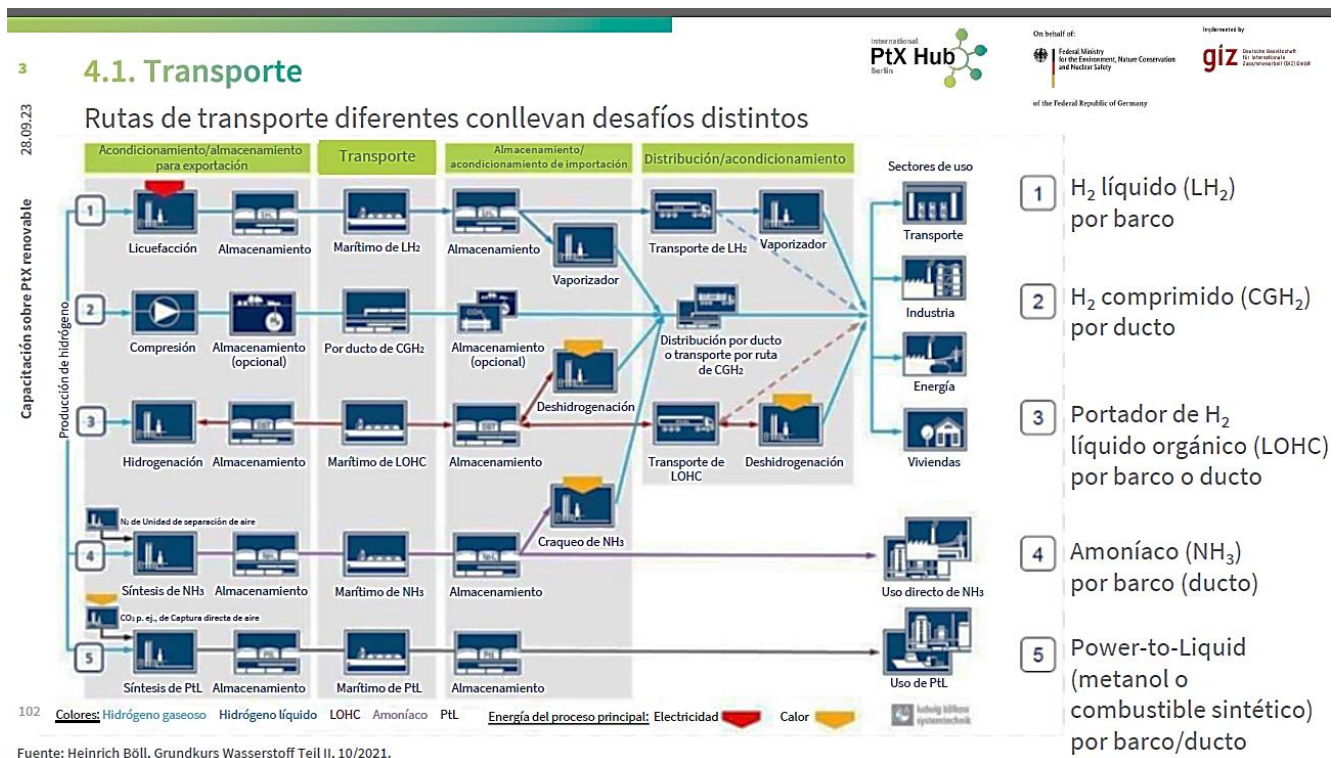 International
PtX Hub
Berlin
On behalf of:
Federal Ministry
for the Environment, Nature Conservation
and Nuclear Safety
of the Federal Republic of Germany
Implemented by
giz
Deutsche Gesellschaft
für Internationale
Zusammenarbeit (GIZ) GmbH
3
4.1. Transporte
28.09.23
Rutas de transporte diferentes conllevan desafíos distintos
Capacitación sobre PtX renovable
Acondicionamiento/almacenamiento
para exportación
Transporte
Almacenamiento/
acondicionamiento de importación
Distribución/acondicionamiento
Sectores de uso
Producción de hidrógeno
1
Licuefacción
Almacenamiento
Marítimo de LH₂
Almacenamiento
Vaporizador
Transporte de LH₂
Vaporizador
Transporte
2
Compresión
Almacenamiento
(opcional)
Por ducto de CGH₂
Almacenamiento
(opcional)
Distribución por ducto
o transporte por ruta
de CGH₂
Industria
Energía
3
Hidrogenación
Almacenamiento
Marítimo de LOHC
Almacenamiento
Deshidrogenación
Transporte de
LOHC
Deshidrogenación
Viviendas
N₂ de Unidad de separación de aire
4
Síntesis de NH₃
Almacenamiento
Marítimo de NH₃
Almacenamiento
Craqueo de NH₃
Uso directo de NH₃
CO₂ p. ej., de Captura directa de aire
5
Síntesis de PtL
Almacenamiento
Marítimo de PtL
Almacenamiento
Uso de PtL
1
H₂ líquido (LH₂)
por barco
2
H₂ comprimido (CGH₂)
por ducto
3
Portador de H₂
líquido orgánico (LOHC)
por barco o ducto
4
Amoníaco (NH₃)
por barco (ducto)
5
Power-to-Liquid
(metanol o
combustible sintético)
por barco/ducto
102
Colores: Hidrógeno gaseoso Hidrógeno líquido LOHC Amoníaco PtL
Energía del proceso principal: Electricidad Calor
ludwig bölkow
systemtechnik
Fuente: Heinrich Böll, Grundkurs Wasserstoff Teil II, 10/2021.